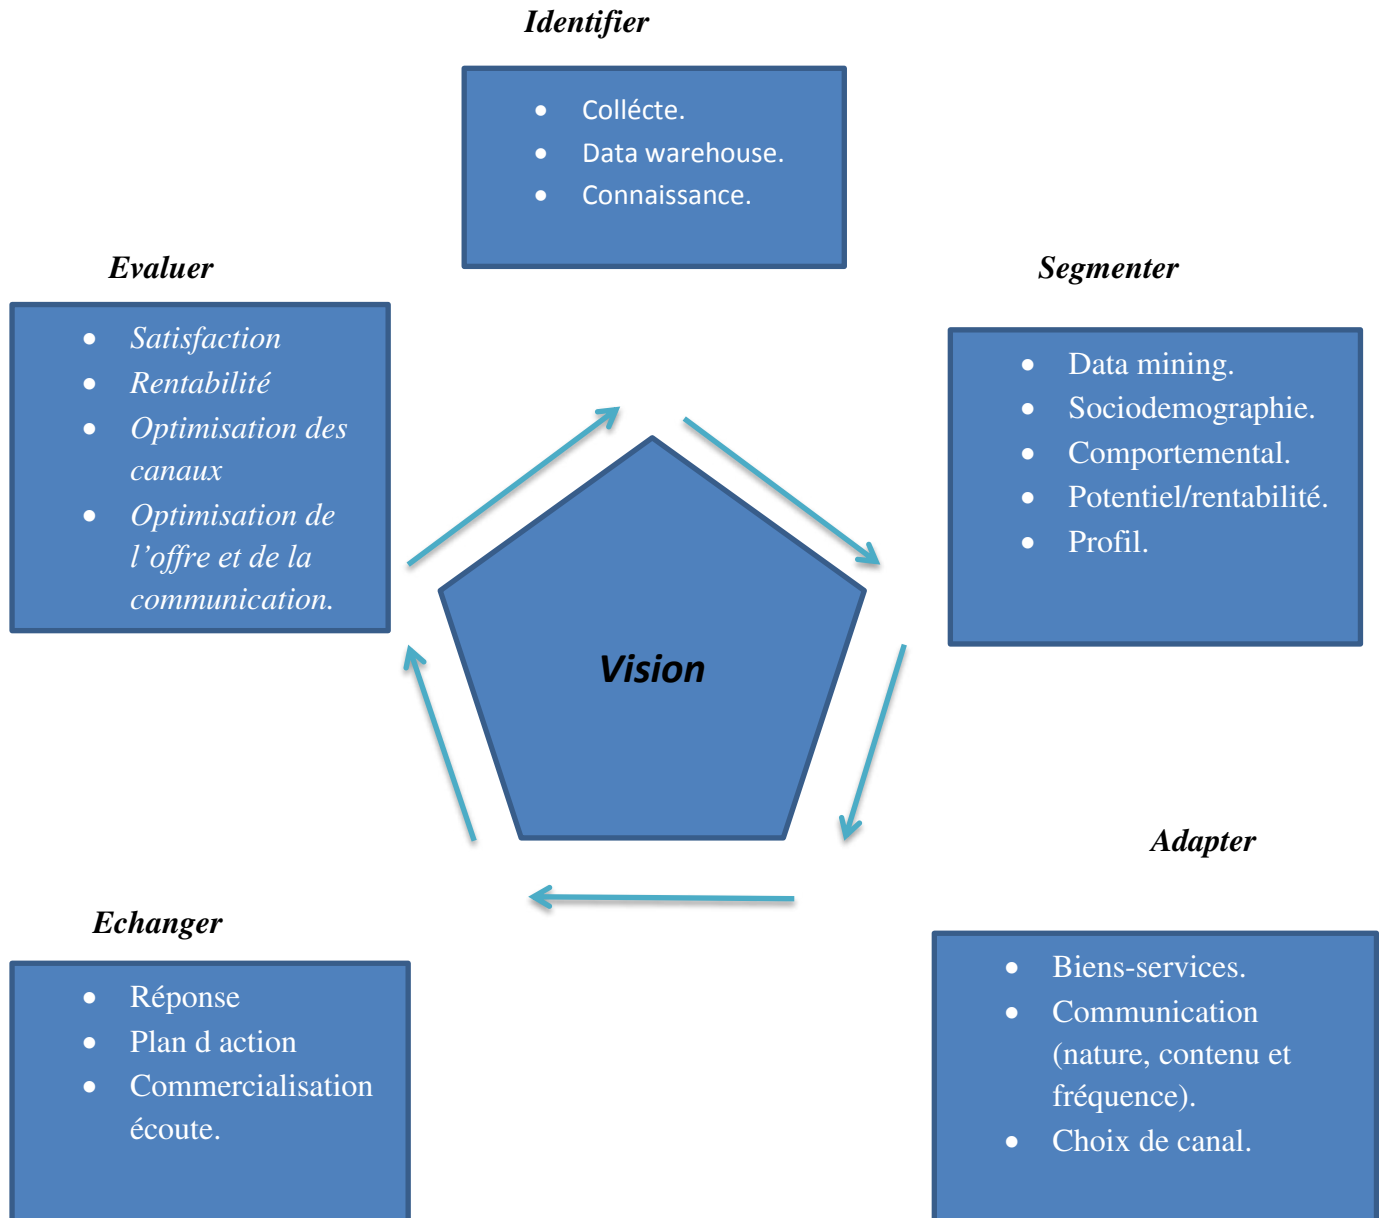 Identifier
Collécte.
Data warehouse.
Connaissance.
Evaluer
Satisfaction
Rentabilité
Optimisation des
canaux
Optimisation de
l’offre et de la
communication.
Segmenter
Data mining.
Sociodemographie.
Comportemental.
Potentiel/rentabilité.
Profil.
Vision
Adapter
Biens-services.
Communication
(nature, contenu et
fréquence).
Choix de canal.
Echanger
Réponse
Plan d action
Commercialisation
écoute.